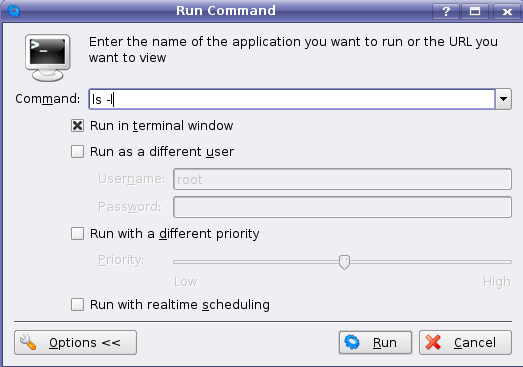 Run Command
Enter the name of the application you want to run or the URL you
want to view
Command: ls -l
Run in terminal window
Run as a different user
Username: root
Password:
Run with a different priority
Priority:
Low High
Run with realtime scheduling
Options << Run Cancel